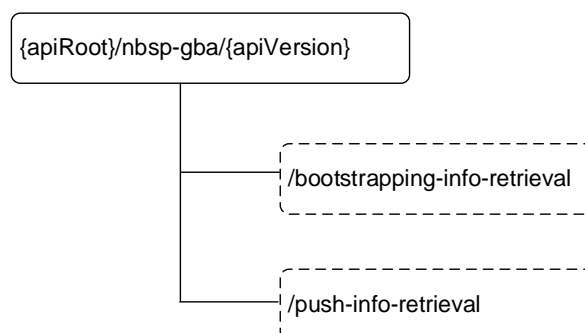 {apiRoot}/nbsp-gba/{apiVersion}
/bootstrapping-info-retrieval
/push-info-retrieval